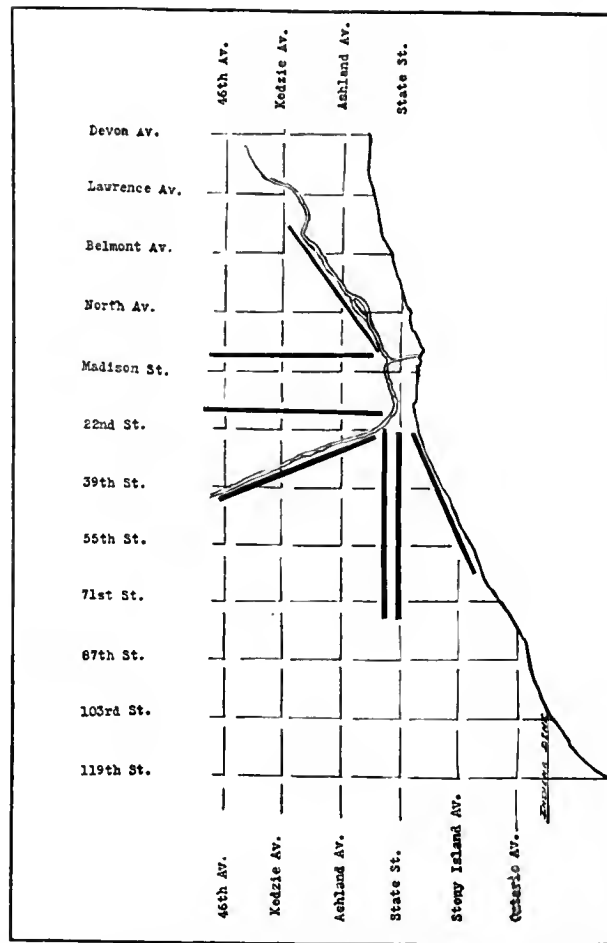 46th Av.
Kedzie Av.
Ashland Av.
State St.
Devon Av.
Lawrence Av.
Belmont Av.
North Av.
Madison St.
22nd St.
39th St.
55th St.
71st St.
87th St.
103rd St.
119th St.
46th Av.
Kedzie Av.
Ashland Av.
State St.
Stony Island Av.
Ontario Av.